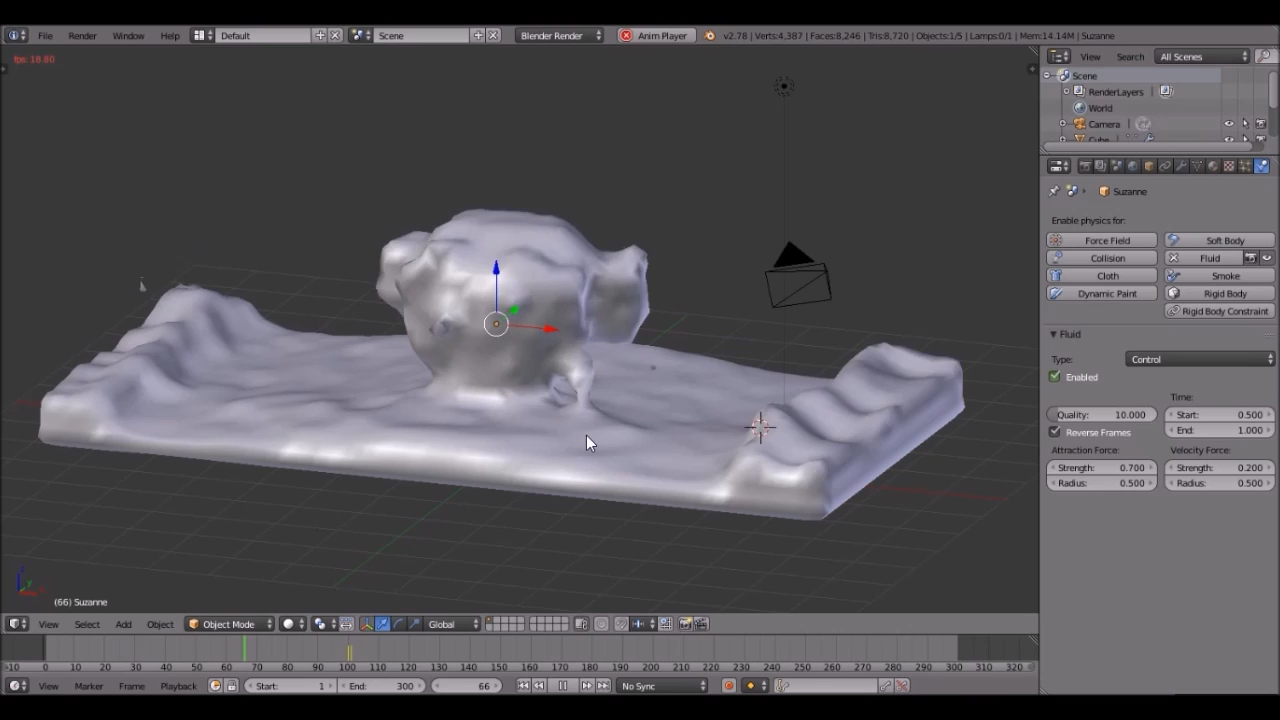 File Render Window Help Default Scene Blender Render Anim Player v2.78 | Verts:4,387 | Faces:8,246 | Tris:8,720 | Objects:1/5 | Lamps:0/1 | Mem:14.14M | Suzanne
fps: 18.80
View Search All Scenes
Scene
RenderLayers
World
Camera
Cube
Suzanne
Enable physics for:
Force Field Soft Body
Collision Fluid
Cloth Smoke
Dynamic Paint Rigid Body
Rigid Body Constraint
Fluid
Type: Control
Enabled
Time:
Quality: 10.000 Start: 0.500
Reverse Frames End: 1.000
Attraction Force: Velocity Force:
Strength: 0.700 Strength: 0.200
Radius: 0.500 Radius: 0.500
(66) Suzanne
View Select Add Object Object Mode Global
-10 0 10 20 30 40 50 60 70 80 90 100 110 120 130 140 150 160 170 180 190 200 210 220 230 240 250 260 270 280 290 300 310 320
View Marker Frame Playback Start: 1 End: 300 66 No Sync